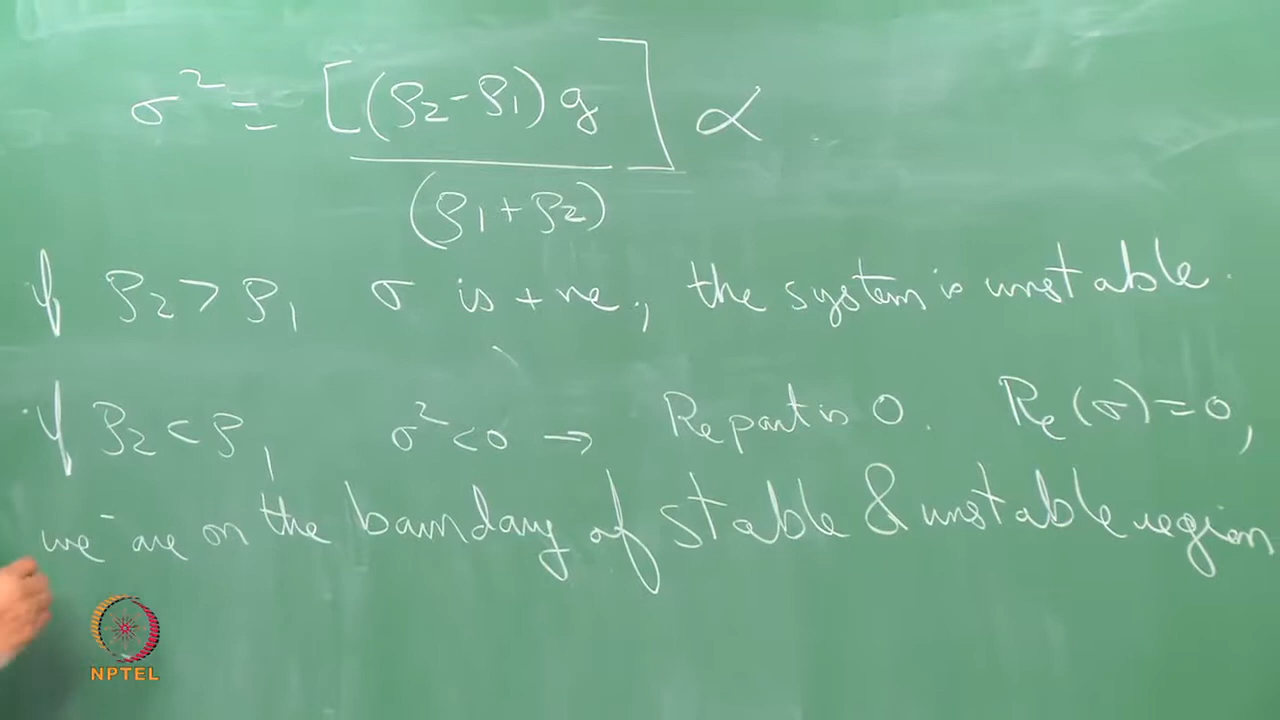 σ² = [(ρ₂-ρ₁)g] α
(ρ₁+ρ₂)
If ρ₂ > ρ₁ σ is +ve, the system is unstable.
if ρ₂ < ρ₁ σ² < 0 → Re part is 0. Re(σ) = 0,
we are on the boundary of stable & unstable region
NPTEL